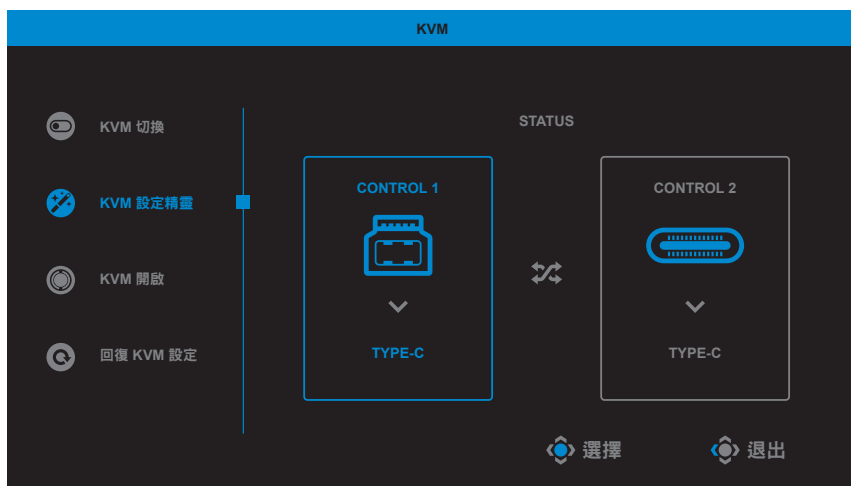 KVM
KVM 切換
KVM 設定精靈
KVM 開啟
回復 KVM 設定
STATUS
CONTROL 1
TYPE-C
CONTROL 2
TYPE-C
選擇
退出